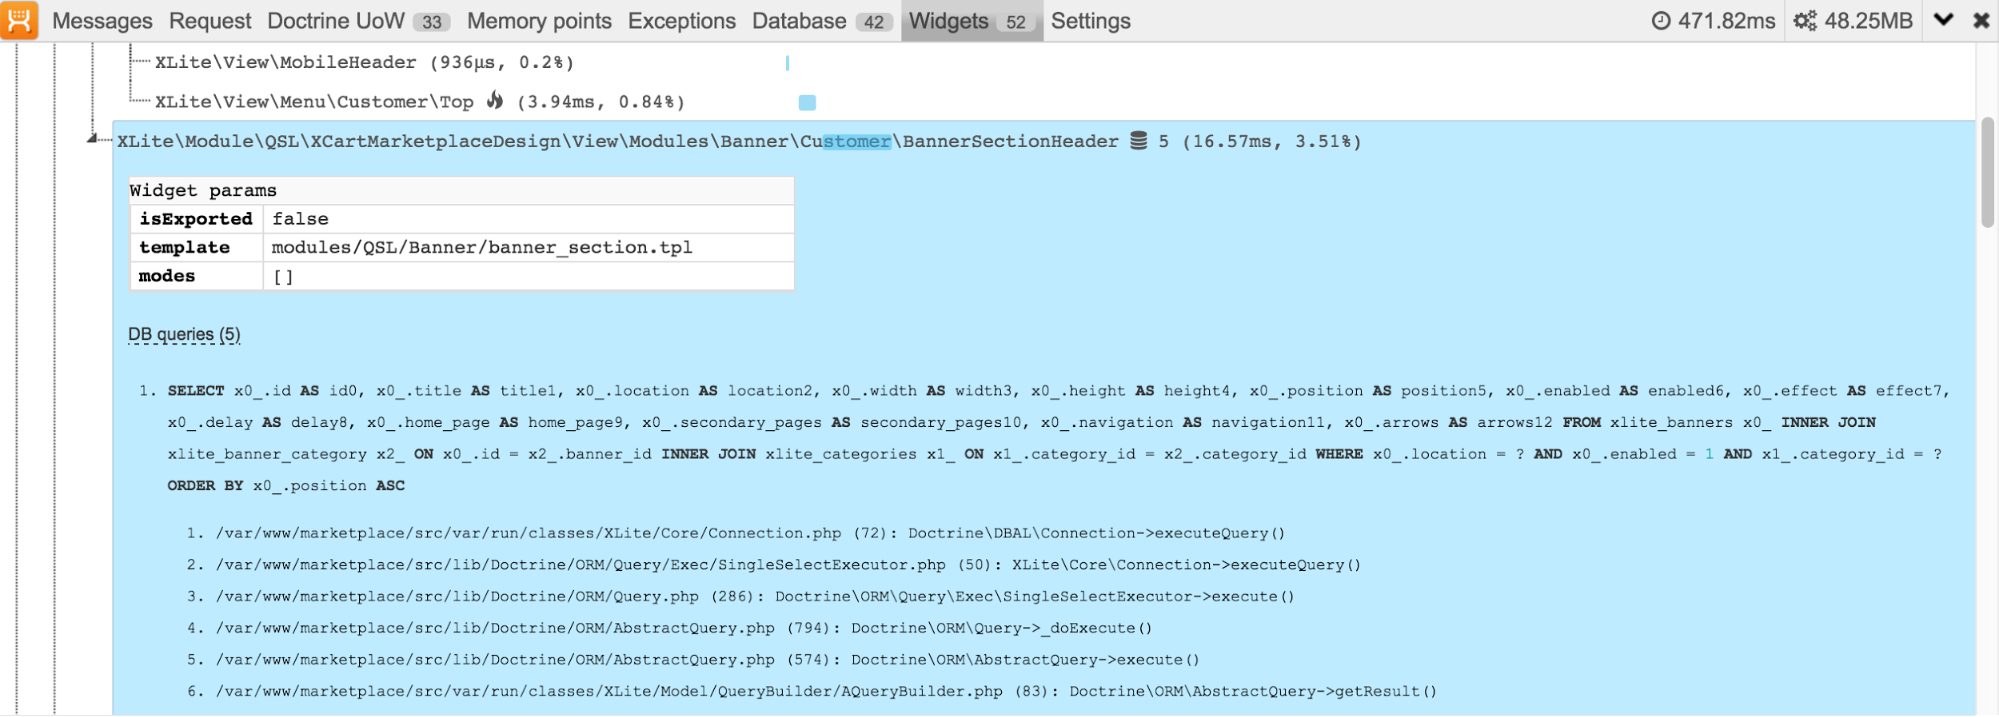 Messages Request Doctrine UoW 33 Memory points Exceptions Database 42 Widgets 52 Settings 471.82ms 48.25MB
XLite\View\MobileHeader (936µs, 0.2%)
XLite\View\Menu\Customer\Top (3.94ms, 0.84%)
XLite\Module\QSL\XCartMarketplaceDesign\View\Modules\Banner\Customer\BannerSectionHeader 5 (16.57ms, 3.51%)
Widget params
isExported false
template modules/QSL/Banner/banner_section.tpl
modes []
DB queries (5)
1. SELECT x0_.id AS id0, x0_.title AS title1, x0_.location AS location2, x0_.width AS width3, x0_.height AS height4, x0_.position AS position5, x0_.enabled AS enabled6, x0_.effect AS effect7,
x0_.delay AS delay8, x0_.home_page AS home_page9, x0_.secondary_pages AS secondary_pages10, x0_.navigation AS navigation11, x0_.arrows AS arrows12 FROM xlite_banners x0_ INNER JOIN
xlite_banner_category x2_ ON x0_.id = x2_.banner_id INNER JOIN xlite_categories x1_ ON x1_.category_id = x2_.category_id WHERE x0_.location = ? AND x0_.enabled = 1 AND x1_.category_id = ?
ORDER BY x0_.position ASC
1. /var/www/marketplace/src/var/run/classes/XLite/Core/Connection.php (72): Doctrine\DBAL\Connection->executeQuery()
2. /var/www/marketplace/src/lib/Doctrine/ORM/Query/Exec/SingleSelectExecutor.php (50): XLite\Core\Connection->executeQuery()
3. /var/www/marketplace/src/lib/Doctrine/ORM/Query.php (286): Doctrine\ORM\Query\Exec\SingleSelectExecutor->execute()
4. /var/www/marketplace/src/lib/Doctrine/ORM/AbstractQuery.php (794): Doctrine\ORM\Query->_doExecute()
5. /var/www/marketplace/src/lib/Doctrine/ORM/AbstractQuery.php (574): Doctrine\ORM\AbstractQuery->execute()
6. /var/www/marketplace/src/var/run/classes/XLite/Model/QueryBuilder/AQueryBuilder.php (83): Doctrine\ORM\AbstractQuery->getResult()